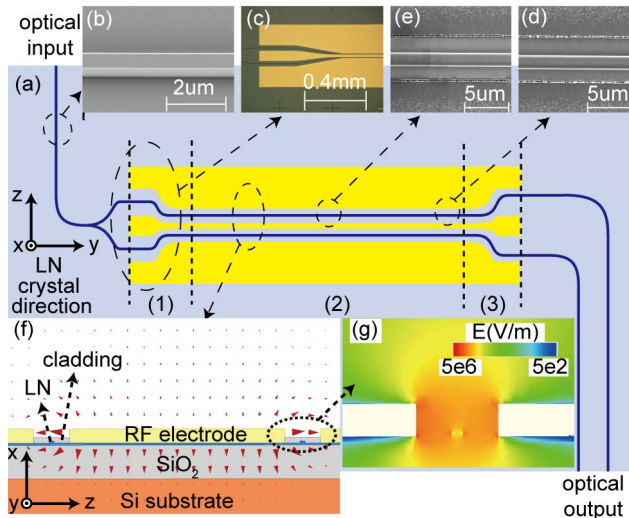 optical
input
(b)
2um
(c)
0.4mm
(e)
5um
(d)
5um
(a)
z
x
y
LN
crystal
direction
(1)
(2)
(3)
(f)
cladding
LN
RF electrode
x
SiO₂
y
z
Si substrate
(g)
E(V/m)
5e6
5e2
optical
output